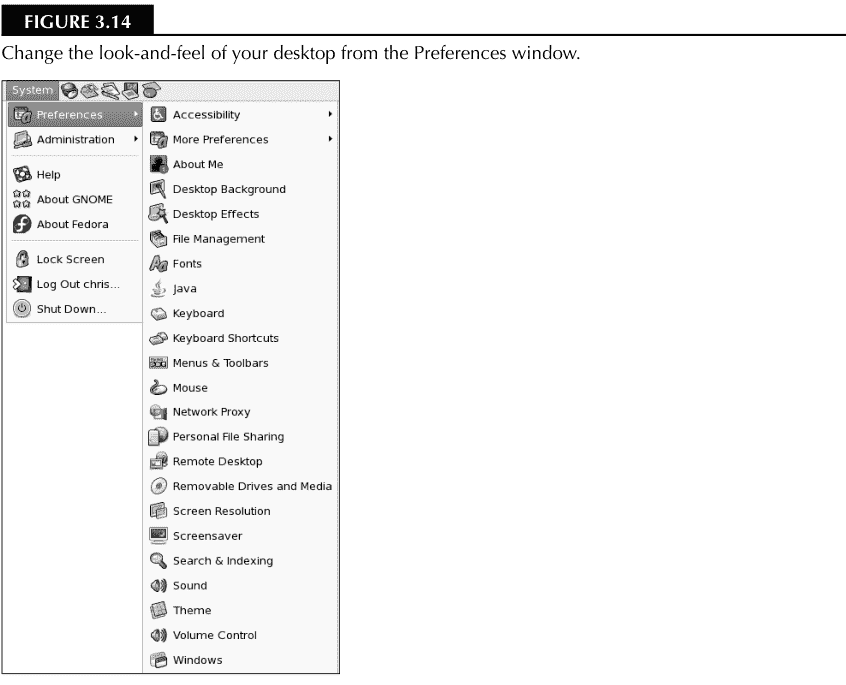 FIGURE 3.14
Change the look-and-feel of your desktop from the Preferences window.
System
Preferences
Administration
Help
About GNOME
About Fedora
Lock Screen
Log Out chris...
Shut Down...
Accessibility
More Preferences
About Me
Desktop Background
Desktop Effects
File Management
Fonts
Java
Keyboard
Keyboard Shortcuts
Menus & Toolbars
Mouse
Network Proxy
Personal File Sharing
Remote Desktop
Removable Drives and Media
Screen Resolution
Screensaver
Search & Indexing
Sound
Theme
Volume Control
Windows